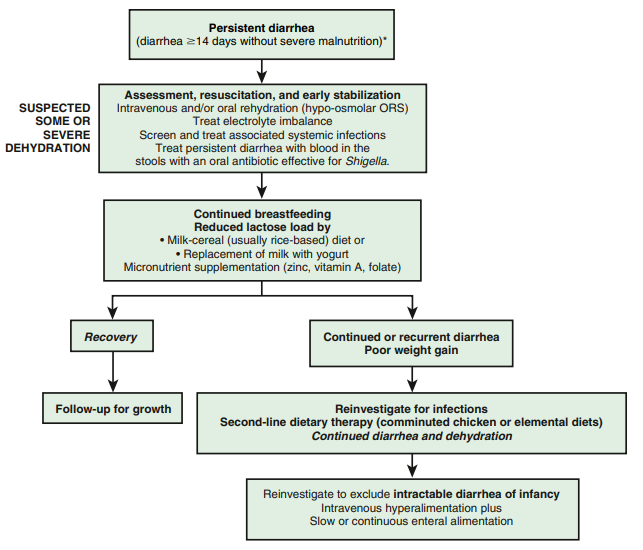 Persistent diarrhea
(diarrhea ≥14 days without severe malnutrition)*
SUSPECTED
SOME OR
SEVERE
DEHYDRATION
Assessment, resuscitation, and early stabilization
Intravenous and/or oral rehydration (hypo-osmolar ORS)
Treat electrolyte imbalance
Screen and treat associated systemic infections
Treat persistent diarrhea with blood in the
stools with an oral antibiotic effective for Shigella.
Continued breastfeeding
Reduced lactose load by
• Milk-cereal (usually rice-based) diet or
• Replacement of milk with yogurt
Micronutrient supplementation (zinc, vitamin A, folate)
Recovery
Continued or recurrent diarrhea
Poor weight gain
Follow-up for growth
Reinvestigate for infections
Second-line dietary therapy (comminuted chicken or elemental diets)
Continued diarrhea and dehydration
Reinvestigate to exclude intractable diarrhea of infancy
Intravenous hyperalimentation plus
Slow or continuous enteral alimentation